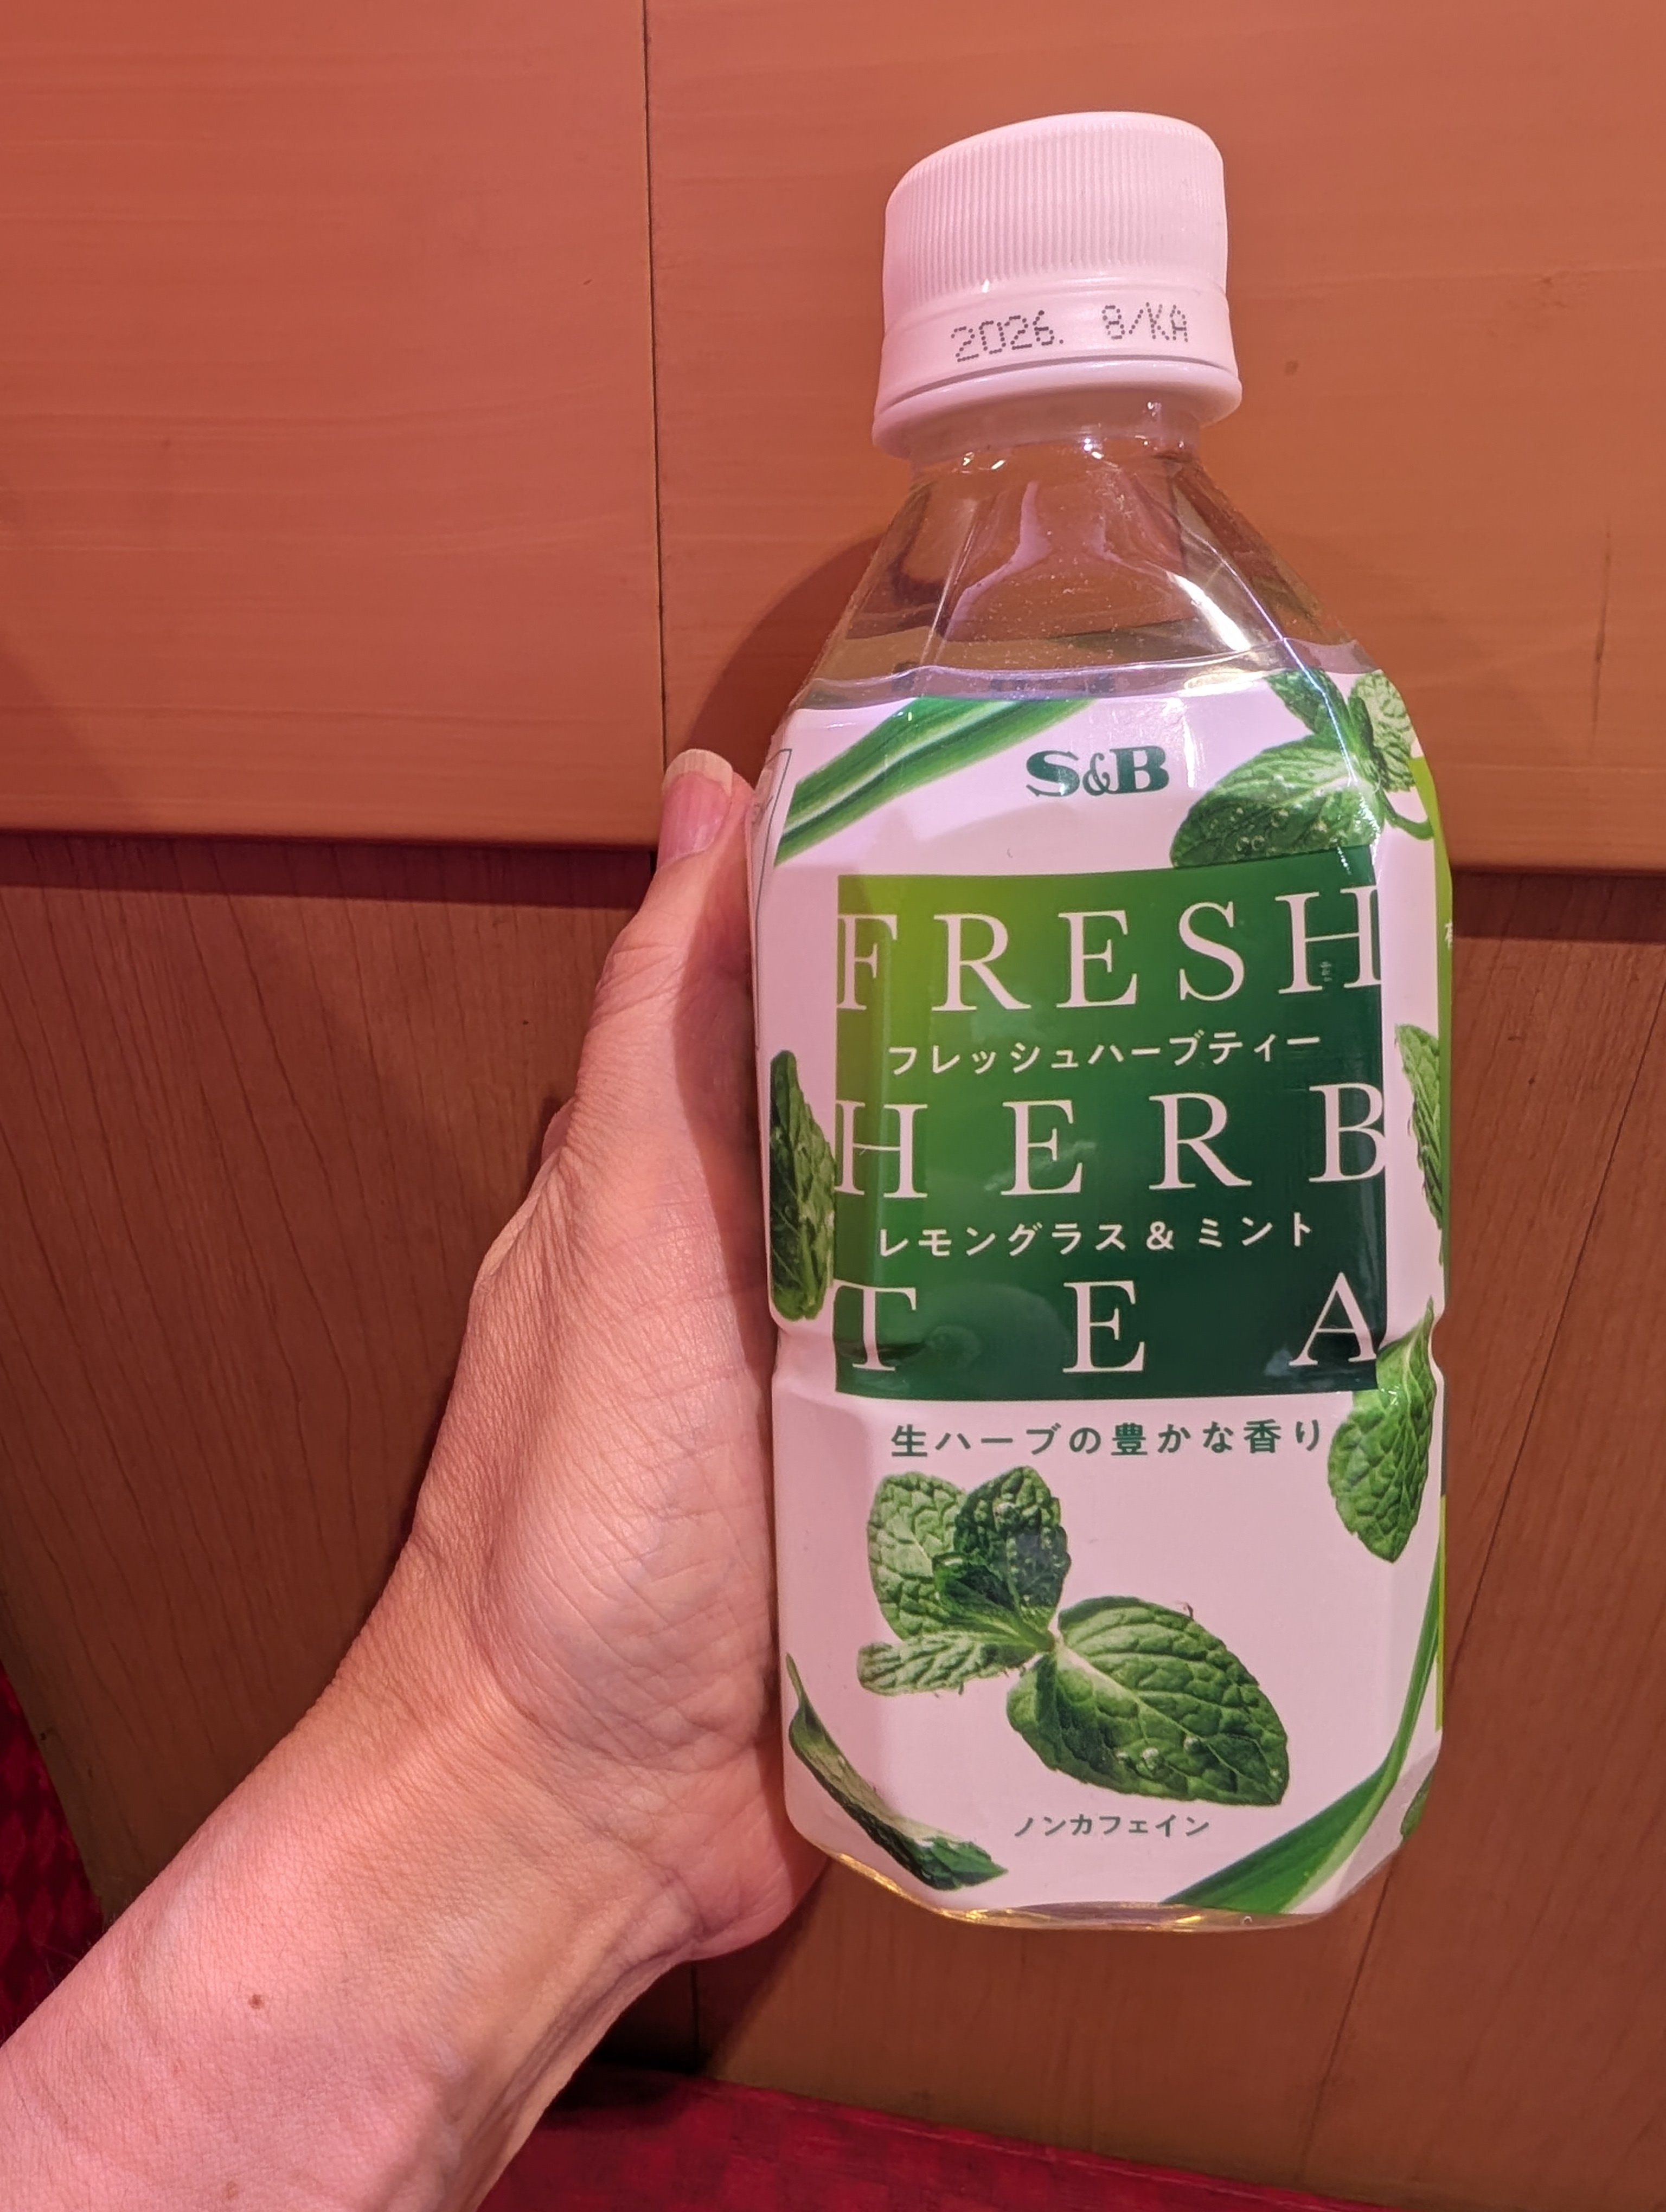 2026. 8/KA
S&B
FRESH
フレッシュハーブティー
HERB
レモングラス & ミント
TEA
生ハーブの豊かな香り
ノンカフェイン